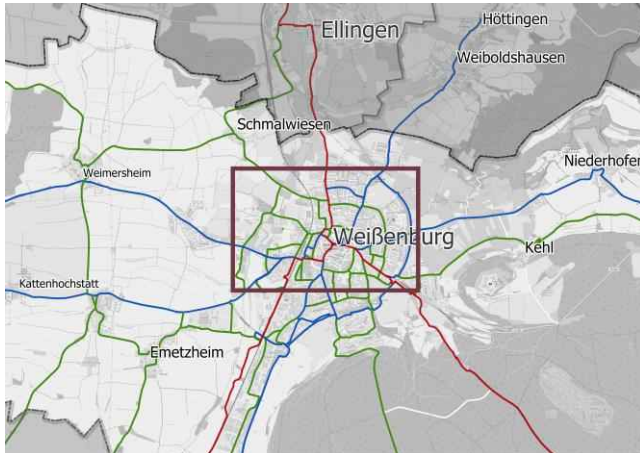 Höttingen
Ellingen
Weiboldshausen
Schmalwiesen
Niederhofen
Weimersheim
Weißenburg
Kehl
Kattenhochstatt
Emetzheim